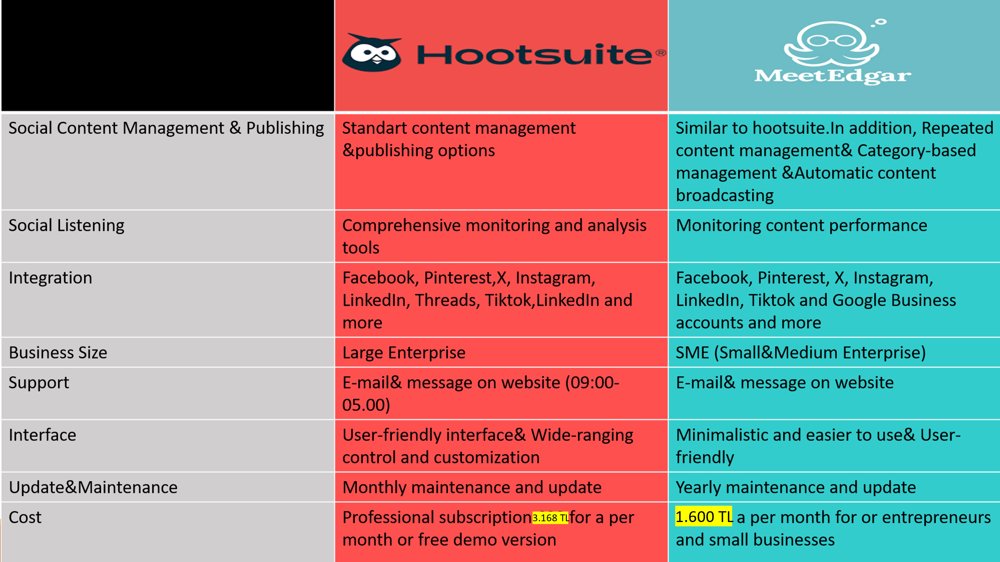 Hootsuite®
MeetEdgar
Social Content Management & Publishing
Standart content management
&publishing options
Similar to hootsuite.In addition, Repeated
content management& Category-based
management &Automatic content
broadcasting
Social Listening
Comprehensive monitoring and analysis
tools
Monitoring content performance
Integration
Facebook, Pinterest,X, Instagram,
LinkedIn, Threads, Tiktok,LinkedIn and
more
Facebook, Pinterest, X, Instagram,
LinkedIn, Tiktok and Google Business
accounts and more
Business Size
Large Enterprise
SME (Small&Medium Enterprise)
Support
E-mail& message on website (09:00-
05.00)
E-mail& message on website
Interface
User-friendly interface& Wide-ranging
control and customization
Minimalistic and easier to use& User-
friendly
Update&Maintenance
Monthly maintenance and update
Yearly maintenance and update
Cost
Professional subscription 3.168 TL for a per
month or free demo version
1.600 TL a per month for or entrepreneurs
and small businesses